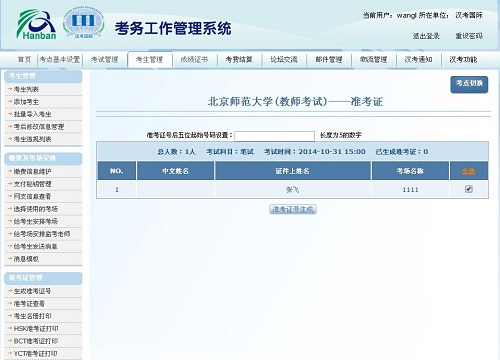 Hanban
汉考国际
考务工作管理系统
当前用户：wangl 所在单位： 汉考国际
退出登录 重设密码
首页 考点基本设置 考试管理 考生管理 成绩证书 考费结算 论坛交流 邮件管理 物流管理 汉考通知 汉考功能
考生管理
考生列表
添加考生
批量导入考生
考后修改信息管理
考生违规列表
缴费及考场安排
缴费信息维护
支付秘钥管理
网支信息查看
选择使用的考场
给考生安排考场
给考场安排监考老师
给考生发送消息
消息模板
准考证管理
生成准考证号
准考证查看
考生名册打印
HSK准考证打印
BCT准考证打印
YCT准考证打印
考点切换
北京师范大学(教师考试)——准考证
准考证号后五位起始号码设置： 长度为5的数字
总人数：1人 考试科目：笔试 考试时间：2014-10-31 15:00 已生成准考证：0
NO. 中文姓名 证件上姓名 考场名称 全选
1 张飞 1111
准考证号生成